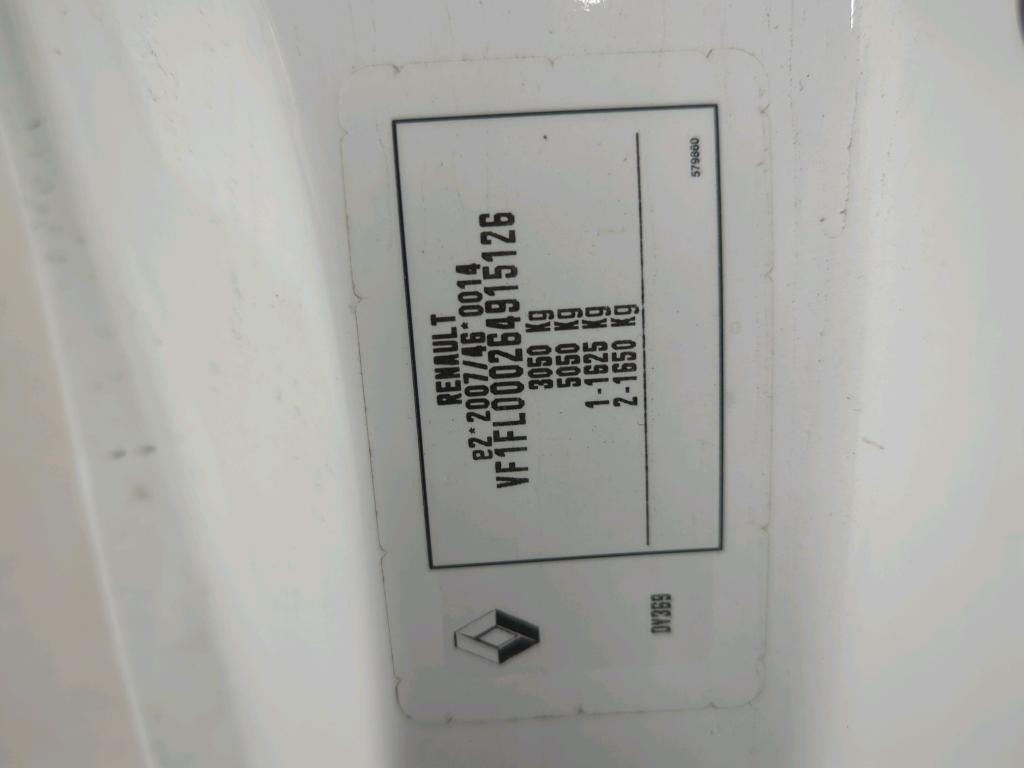 RENAULT
e2*2007/46*0014
VF1FL000264915126
3050 Kg
5050 Kg
1-1625 Kg
2-1650 Kg
579860
DV369